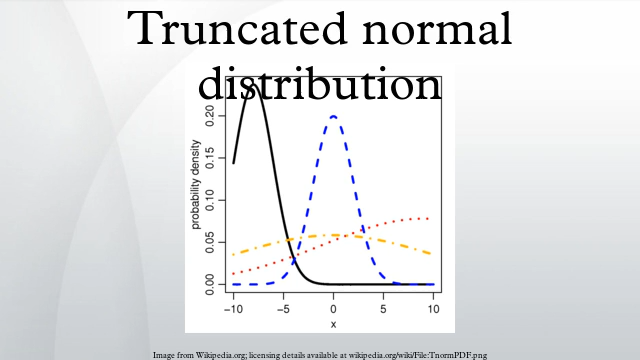 Truncated normal
distribution
0.20
0.15
0.10
0.05
0.00
probability density
−10 −5 0 5 10
x
Image from Wikipedia.org; licensing details available at wikipedia.org/wiki/File:TnormPDF.png